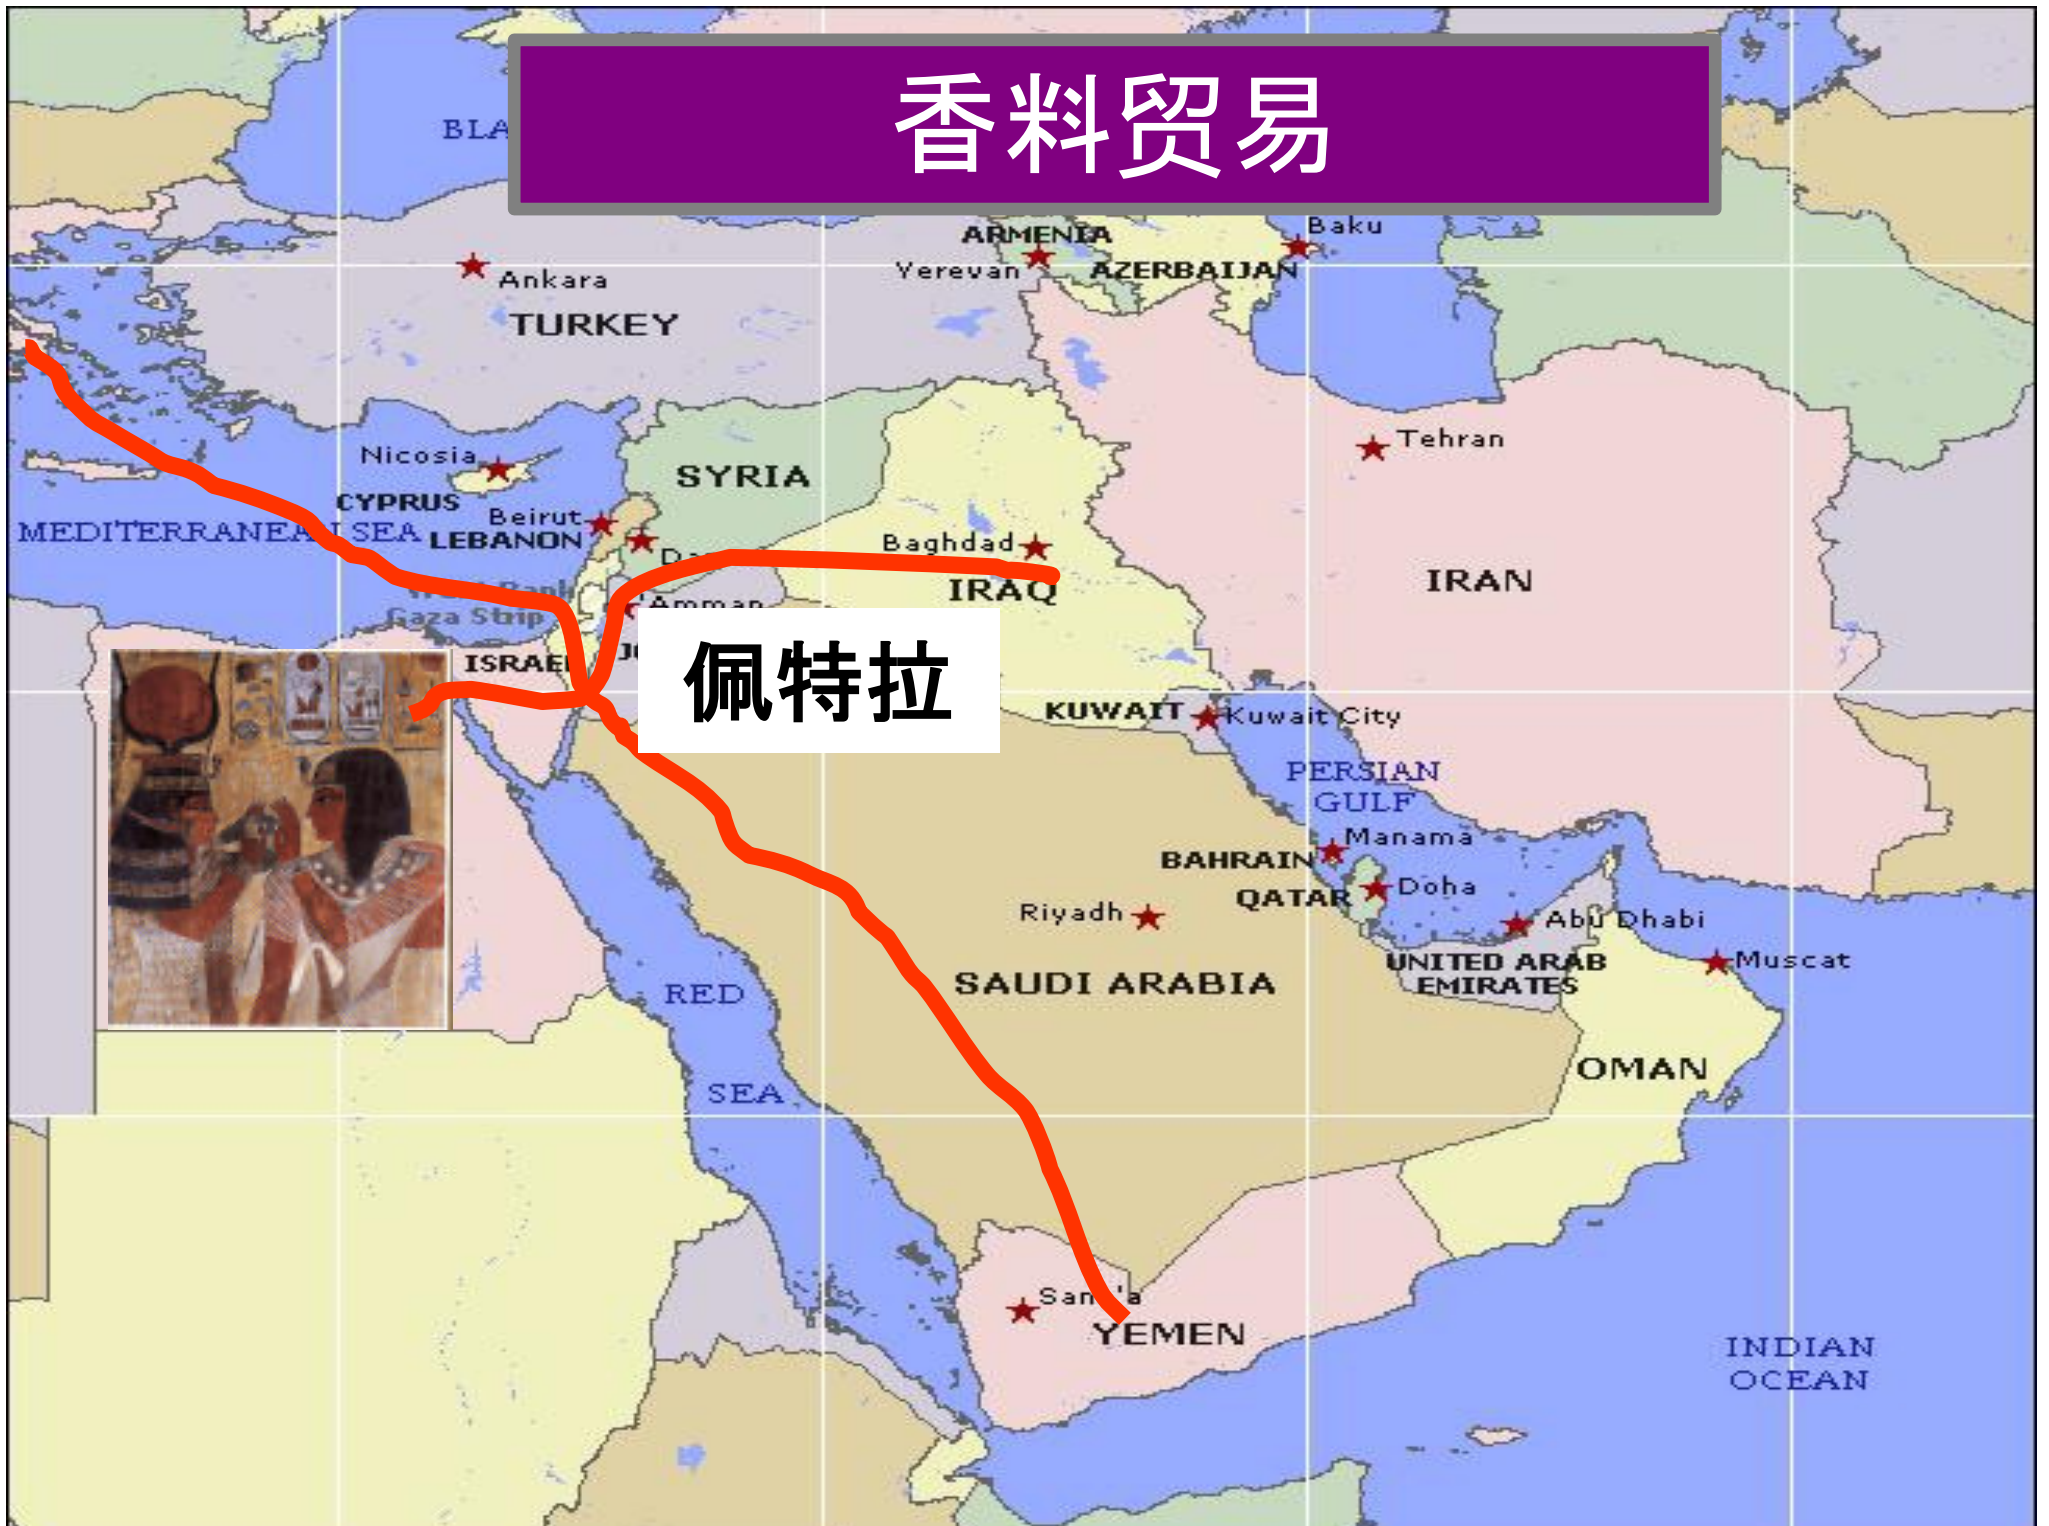 香料贸易
BLA
Baku
ARMENIA
Yerevan
AZERBAIJAN
Ankara
TURKEY
Tehran
Nicosia
SYRIA
CYPRUS
Beirut
MEDITERRANEAN SEA
LEBANON
Baghdad
IRAN
IRAQ
Gaza Strip
Amman
ISRAEL
佩特拉
KUWAIT
Kuwait City
PERSIAN
GULF
Manama
BAHRAIN
Doha
QATAR
Riyadh
Abu Dhabi
Muscat
UNITED ARAB
EMIRATES
SAUDI ARABIA
RED
SEA
OMAN
San'a
YEMEN
INDIAN
OCEAN